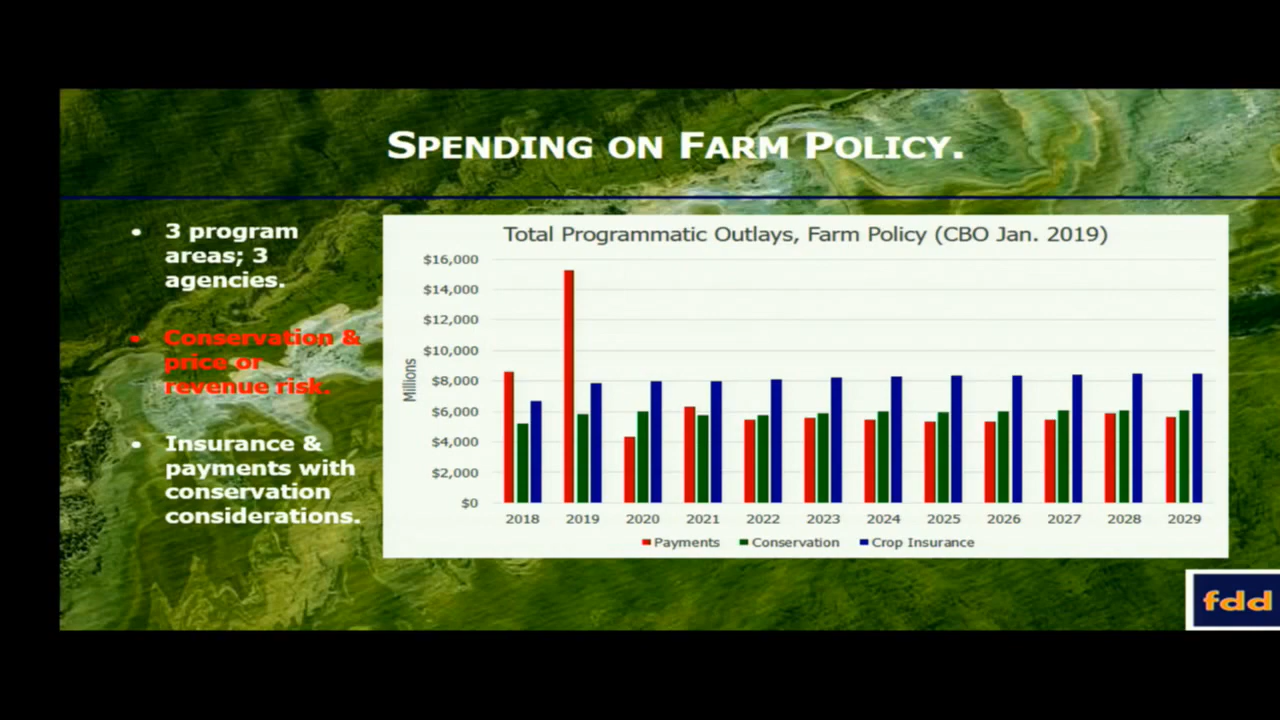 SPENDING ON FARM POLICY.
• 3 program
areas; 3
agencies.
• Conservation &
price or
revenue risk.
• Insurance &
payments with
conservation
considerations.
Total Programmatic Outlays, Farm Policy (CBO Jan. 2019)
Millions
$16,000
$14,000
$12,000
$10,000
$8,000
$6,000
$4,000
$2,000
$0
2018 2019 2020 2021 2022 2023 2024 2025 2026 2027 2028 2029
Payments Conservation Crop Insurance
fdd